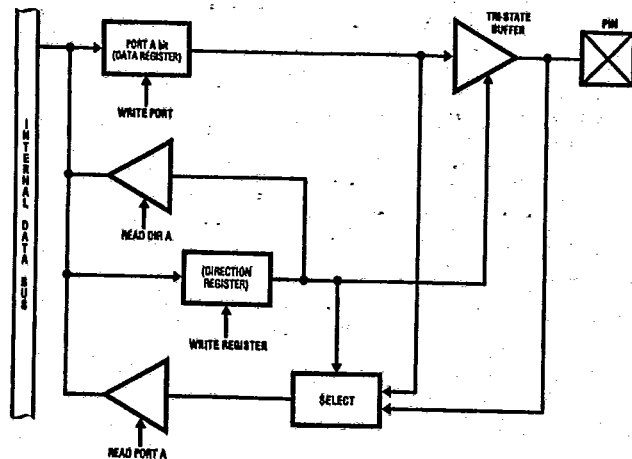 TRI-STATE
BUFFER
PIN
PORT A bit
(DATA REGISTER)
WRITE PORT
INTERNAL DATA BUS
READ DIR A
(DIRECTION
REGISTER)
WRITE REGISTER
SELECT
READ PORT A